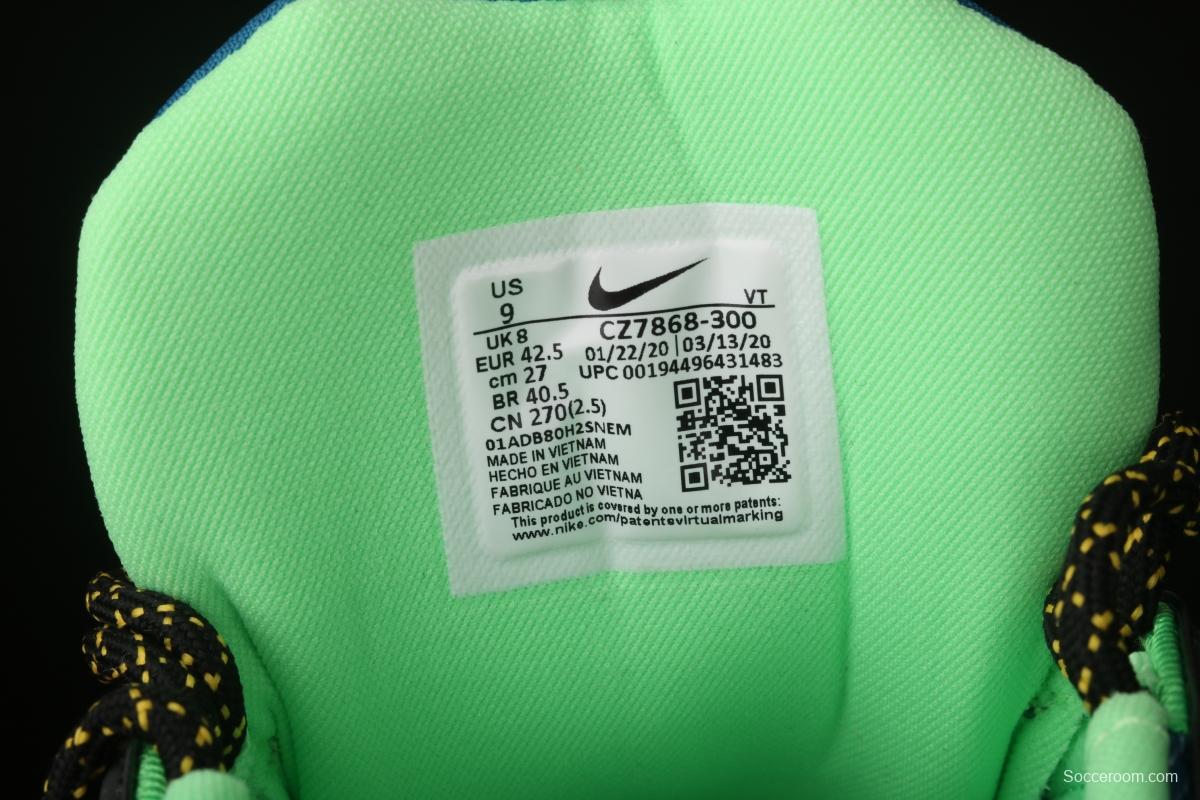 US
9
VT
UK 8
CZ7868-300
EUR 42.5
01/22/20 | 03/13/20
cm 27
UPC 00194496431483
BR 40.5
CN 270(2.5)
01ADB80H2SNEM
MADE IN VIETNAM
HECHO EN VIETNAM
FABRIQUE AU VIETNAM
FABRICADO NO VIETNA
This product is covered by one or more patents:
www.nike.com/patentsvirtualmarking
Socceroom.com